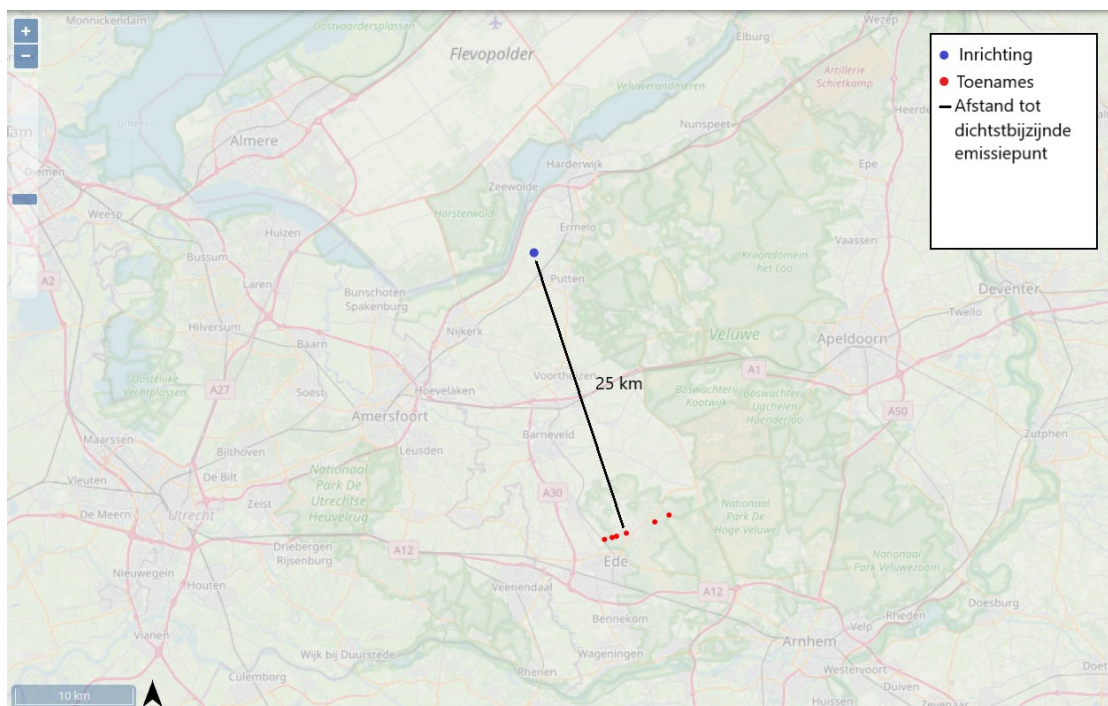 Monnickendam
Oostvaardersplassen
Wezep
Elburg
Flevopolder
Veluwerandmeren
Artillerie
Schietkamp
IJmeer
Almere
Nunspeet
Heerde
Diemen
Harderwijk
Epe
Zeewolde
Weesp
Horsterwold
Huizen
Ermelo
Vaassen
Bussum
Kroondomein
het Loo
A2
Laren
Putten
Deventer
Bunschoten-
Spakenburg
Twello
Hilversum
Nijkerk
Veluwe
Apeldoorn
Baarn
Voorthuizen
A1
Oostelijke
Vechtplassen
A27
Soest
Hoevelaken
25 km
Boswachterij
Kootwijk
Boswachterij
Ugchelen
Hoenderloo
A50
Amersfoort
Maarssen
Barneveld
Zutphen
Bilthoven
Leusden
De Bilt
Vleuten
Nationaal
Park De
Utrechtse
Heuvelrug
A30
Zeist
Nationaal
Park De
Hoge Veluwe
De Meern
Utrecht
Driebergen
Rijsenburg
A12
Ede
Nationaal
Park Veluwezoom
Nieuwegein
Houten
Veenendaal
A12
Doesburg
Bennekom
Rheden
Velp
Vianen
Wijk bij Duurstede
Wageningen
Arnhem
Rhenen
Westervoort
Culemborg
Duiven
Huissen
Zevenaar
+
−
10 km
Inrichting
Toenames
Afstand tot
dichtstbijzijnde
emissiepunt